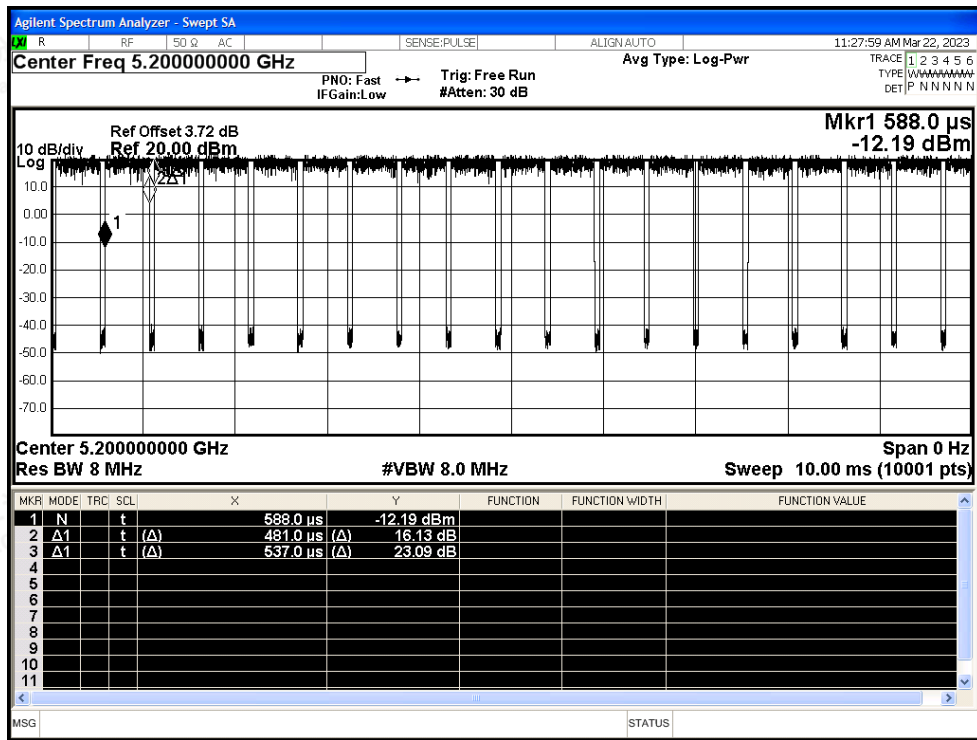 Agilent Spectrum Analyzer - Swept SA
LXI R RF 50 Ω AC SENSE:PULSE ALIGN AUTO 11:27:59 AM Mar 22, 2023
Center Freq 5.200000000 GHz
PNO: Fast
IFGain:Low
Trig: Free Run
#Atten: 30 dB
Avg Type: Log-Pwr
TRACE 1 2 3 4 5 6
TYPE WWWWWWW
DET P N N N N N
Mkr1 588.0 µs
-12.19 dBm
Ref Offset 3.72 dB
10 dB/div Ref 20.00 dBm
Log
2Δ1
10.0
0.00
1
-10.0
-20.0
-30.0
-40.0
-50.0
-60.0
-70.0
Center 5.200000000 GHz Span 0 Hz
Res BW 8 MHz #VBW 8.0 MHz Sweep 10.00 ms (10001 pts)
MKR MODE TRC SCL X Y FUNCTION FUNCTION WIDTH FUNCTION VALUE
1 N t 588.0 µs -12.19 dBm
2 Δ1 t (Δ) 481.0 µs (Δ) 16.13 dB
3 Δ1 t (Δ) 537.0 µs (Δ) 23.09 dB
4
5
6
7
8
9
10
11
MSG STATUS